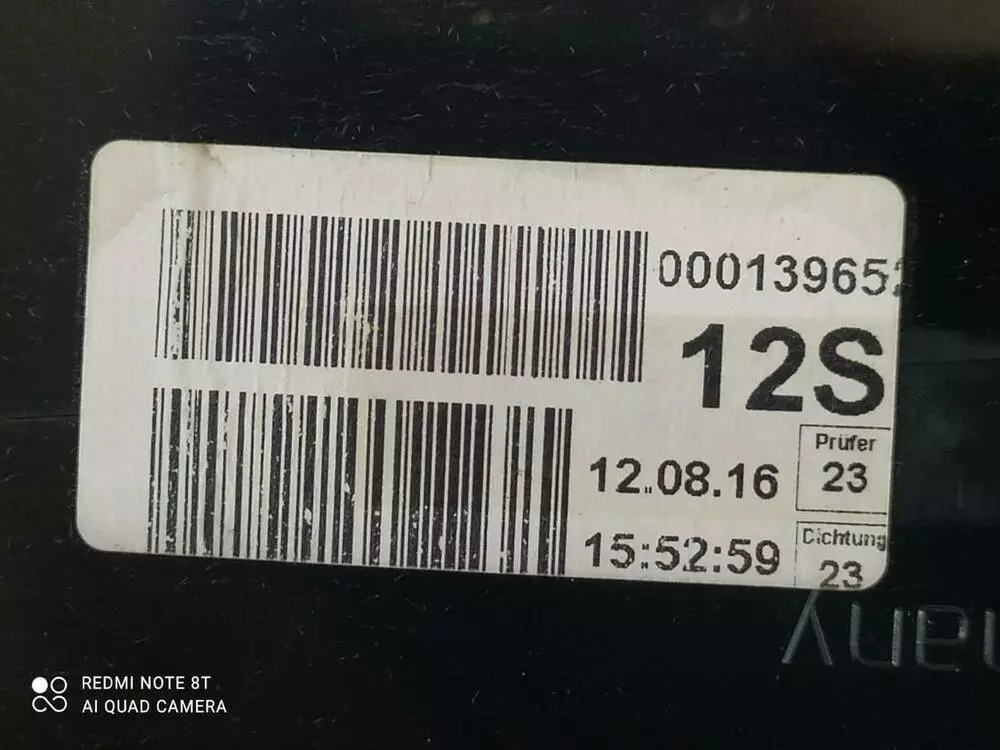 00013965
12S
Prüfer
23
12.08.16
15:52:59
Dichtung
23
REDMI NOTE 8T
AI QUAD CAMERA